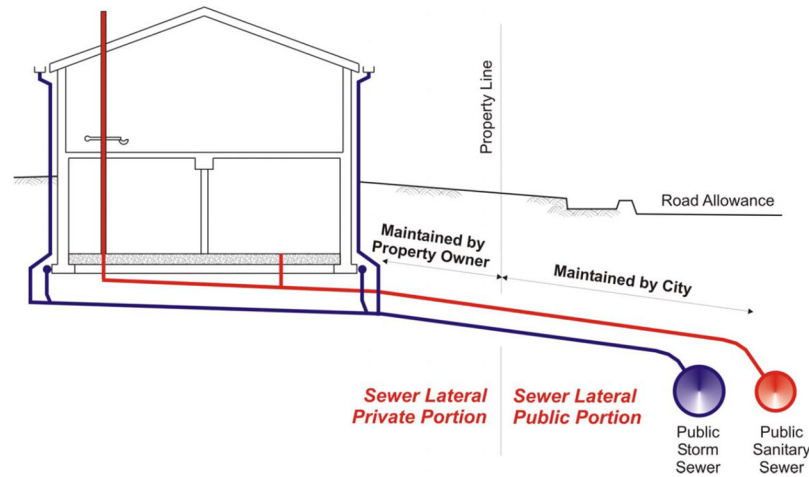 Property Line
Road Allowance
Maintained by
Property Owner
Maintained by City
Sewer Lateral
Private Portion
Sewer Lateral
Public Portion
Public
Storm
Sewer
Public
Sanitary
Sewer